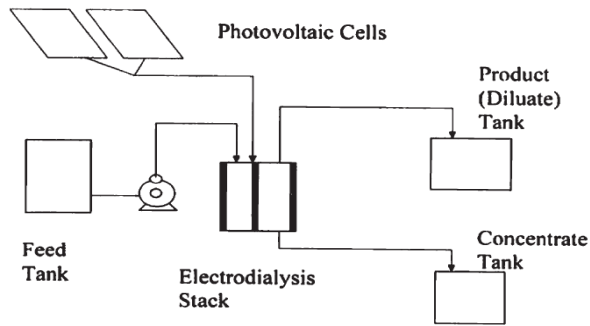 Photovoltaic Cells
Product
(Diluate)
Tank
Feed
Tank
Electrodialysis
Stack
Concentrate
Tank